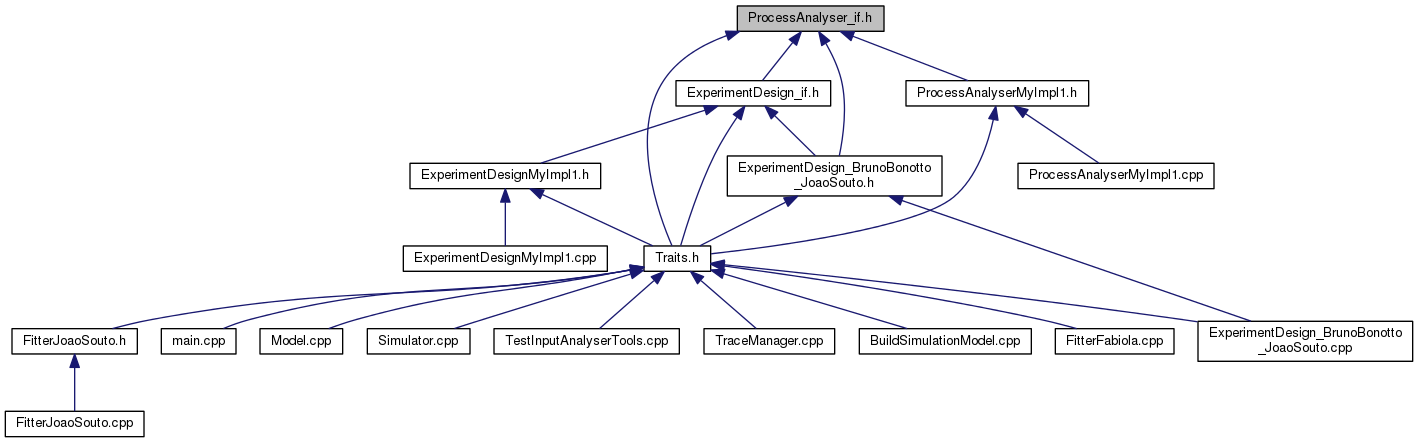 ProcessAnalyser_if.h
ExperimentDesign_if.h
ProcessAnalyserMyImpl1.h
ExperimentDesignMyImpl1.h
ExperimentDesign_BrunoBonotto
_JoaoSouto.h
ProcessAnalyserMyImpl1.cpp
ExperimentDesignMyImpl1.cpp
Traits.h
FitterJoaoSouto.h
main.cpp
Model.cpp
Simulator.cpp
TestInputAnalyserTools.cpp
TraceManager.cpp
BuildSimulationModel.cpp
FitterFabiola.cpp
ExperimentDesign_BrunoBonotto
_JoaoSouto.cpp
FitterJoaoSouto.cpp